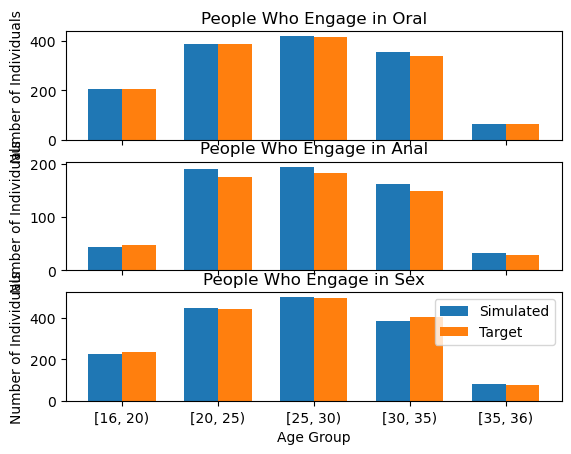 People Who Engage in Oral
Number of Individuals
400
200
0
People Who Engage in Anal
Number of Individuals
200
100
0
People Who Engage in Sex
Number of Individuals
400
200
0
Simulated
Target
[16, 20) [20, 25) [25, 30) [30, 35) [35, 36)
Age Group